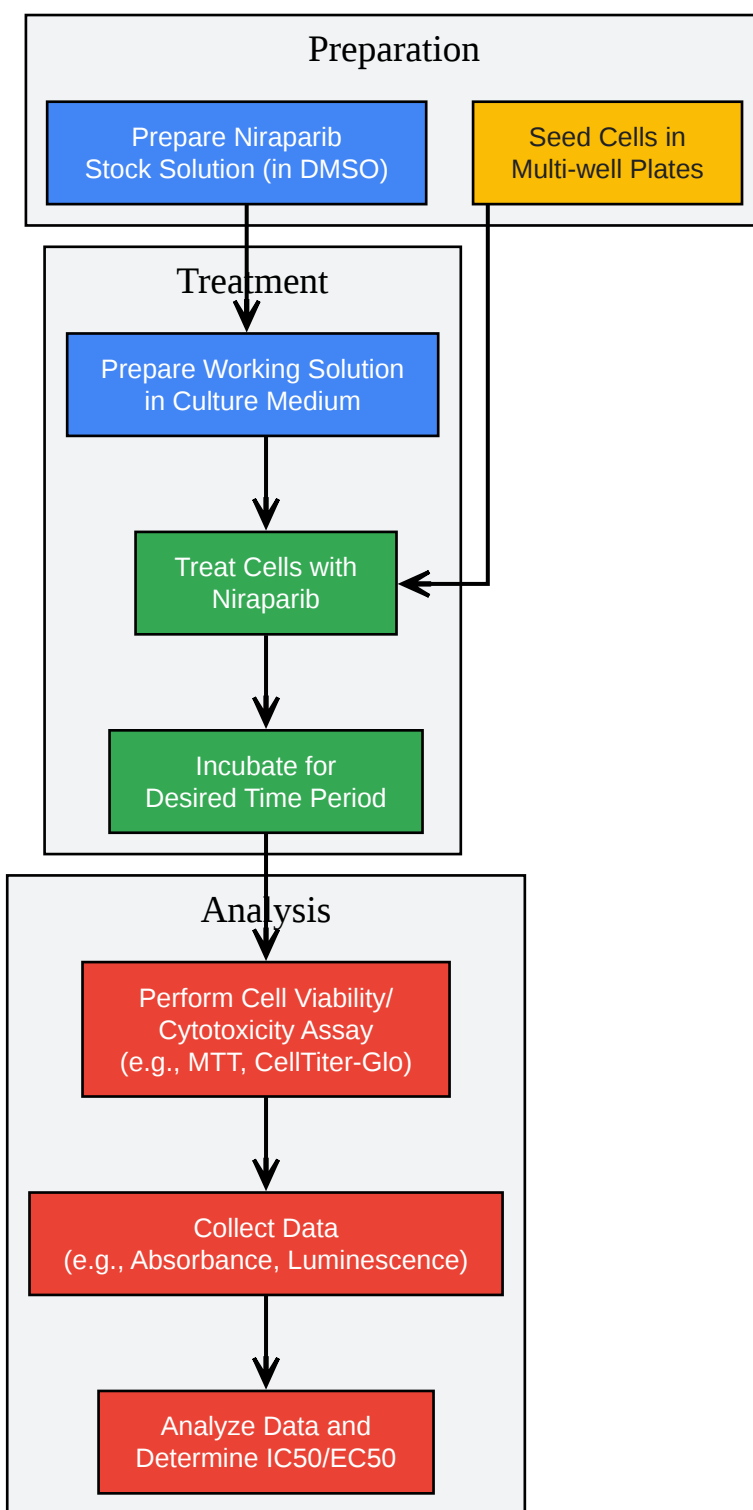 Preparation
Prepare Niraparib
Stock Solution (in DMSO)
Seed Cells in
Multi-well Plates
Treatment
Prepare Working Solution
in Culture Medium
Treat Cells with
Niraparib
Incubate for
Desired Time Period
Analysis
Perform Cell Viability/
Cytotoxicity Assay
(e.g., MTT, CellTiter-Glo)
Collect Data
(e.g., Absorbance, Luminescence)
Analyze Data and
Determine IC50/EC50